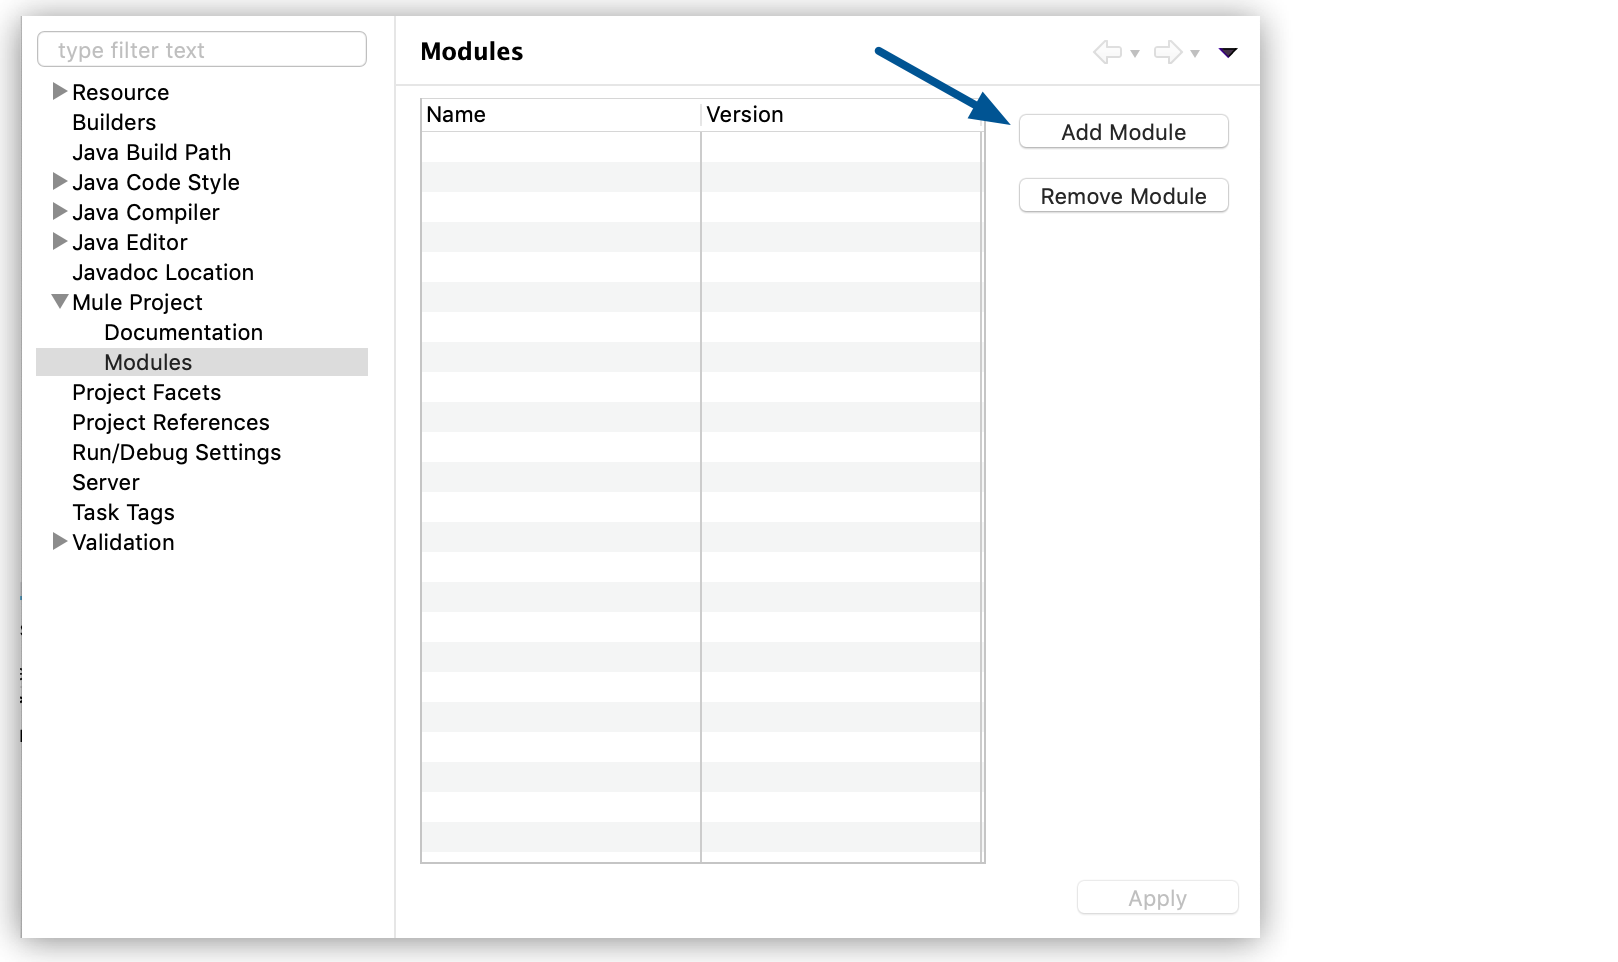 type filter text
Resource
Builders
Java Build Path
Java Code Style
Java Compiler
Java Editor
Javadoc Location
Mule Project
Documentation
Modules
Project Facets
Project References
Run/Debug Settings
Server
Task Tags
Validation
Modules
Name Version
Add Module
Remove Module
Apply